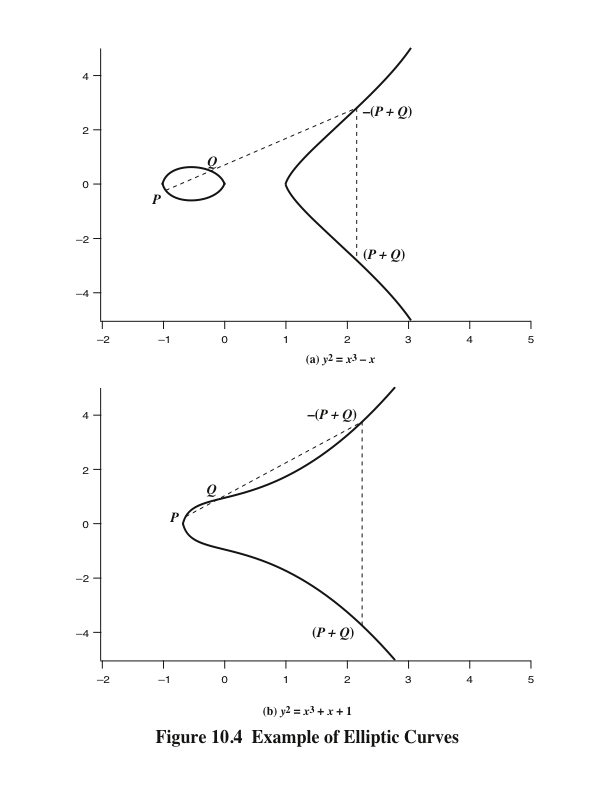 4
2
Q
–(P + Q)
0
P
–2
(P + Q)
–4
–2 –1 0 1 2 3 4 5
(a) y² = x³ – x
4
–(P + Q)
2
Q
P
0
–2
–4
(P + Q)
–2 –1 0 1 2 3 4 5
(b) y² = x³ + x + 1
Figure 10.4 Example of Elliptic Curves